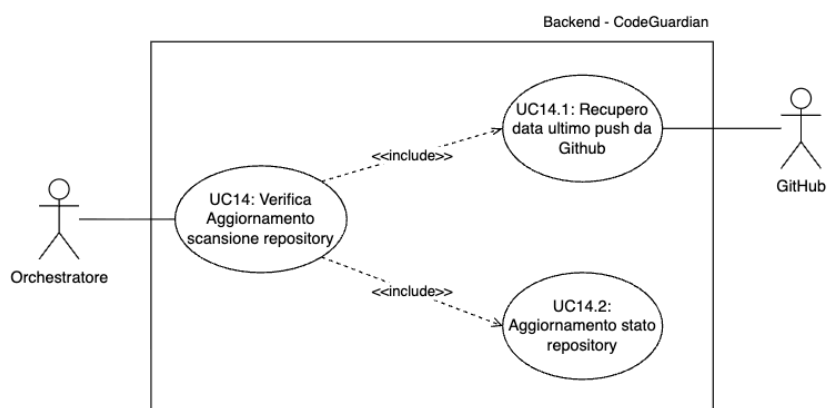 Backend - CodeGuardian
UC14.1: Recupero
data ultimo push da
Github
<<include>>
GitHub
UC14: Verifica
Aggiornamento
scansione repository
Orchestratore
<<include>>
UC14.2:
Aggiornamento stato
repository